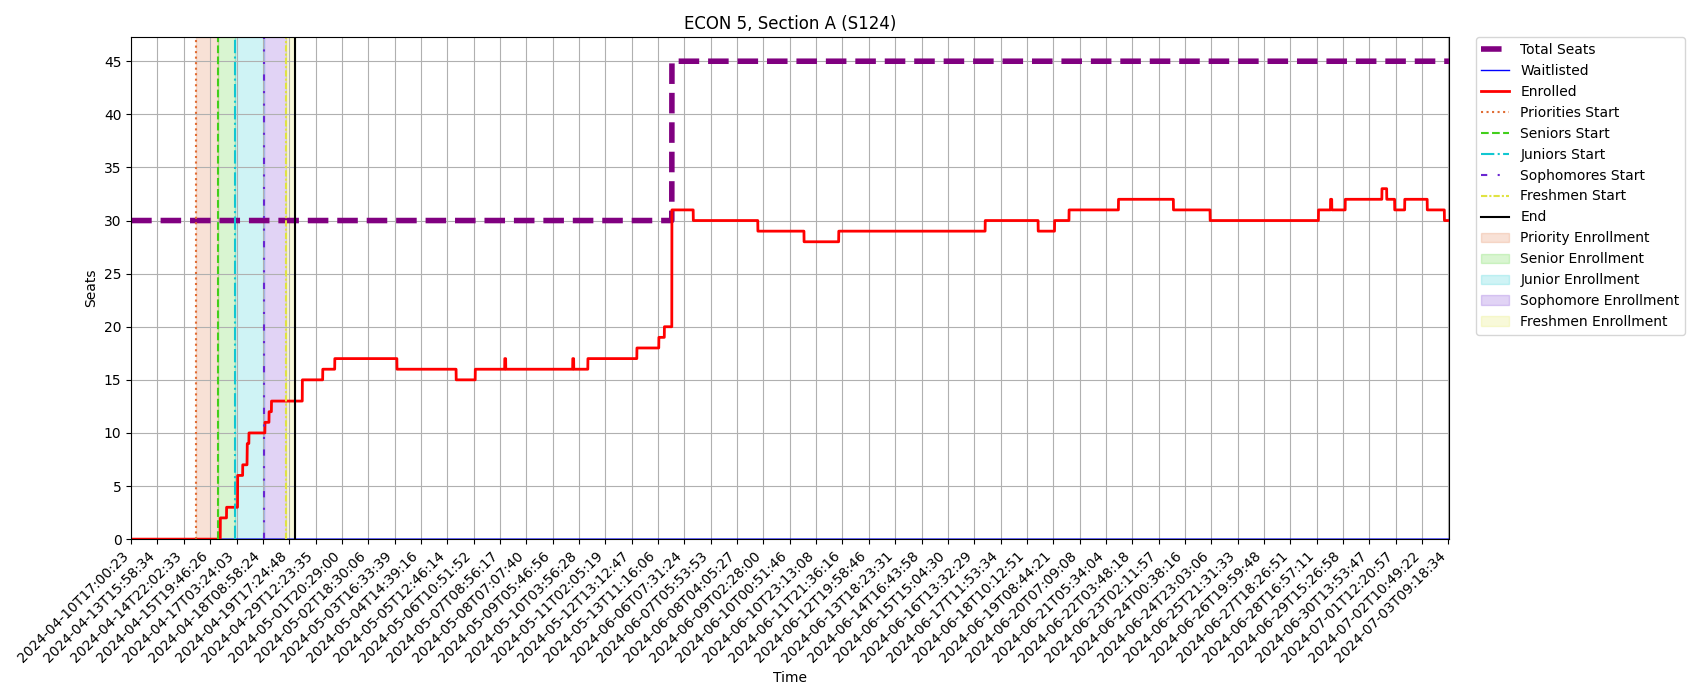 ECON 5, Section A (S124)
Seats
45
40
35
30
25
20
15
10
5
0
2024-04-10T17:00:23
2024-04-13T15:58:34
2024-04-14T22:02:33
2024-04-15T19:46:26
2024-04-17T03:24:03
2024-04-18T08:58:24
2024-04-19T17:24:48
2024-04-29T12:23:35
2024-05-01T20:29:00
2024-05-02T18:30:06
2024-05-03T16:33:39
2024-05-04T14:39:16
2024-05-05T12:46:14
2024-05-06T10:51:52
2024-05-07T08:56:17
2024-05-08T07:07:40
2024-05-09T05:46:56
2024-05-10T03:56:28
2024-05-11T02:05:19
2024-05-12T13:12:47
2024-05-13T11:16:06
2024-06-06T07:31:24
2024-06-07T05:53:53
2024-06-08T04:05:27
2024-06-09T02:28:00
2024-06-10T00:51:46
2024-06-10T23:13:08
2024-06-11T21:36:16
2024-06-12T19:58:46
2024-06-13T18:23:31
2024-06-14T16:43:58
2024-06-15T15:04:30
2024-06-16T13:32:29
2024-06-17T11:53:34
2024-06-18T10:12:51
2024-06-19T08:44:21
2024-06-20T07:09:08
2024-06-21T05:34:04
2024-06-22T03:48:18
2024-06-23T02:11:57
2024-06-24T00:38:16
2024-06-24T23:03:06
2024-06-25T21:31:33
2024-06-26T19:59:48
2024-06-27T18:26:51
2024-06-28T16:57:11
2024-06-29T15:26:58
2024-06-30T13:53:47
2024-07-01T12:20:57
2024-07-02T10:49:22
2024-07-03T09:18:34
Time
Total Seats
Waitlisted
Enrolled
Priorities Start
Seniors Start
Juniors Start
Sophomores Start
Freshmen Start
End
Priority Enrollment
Senior Enrollment
Junior Enrollment
Sophomore Enrollment
Freshmen Enrollment